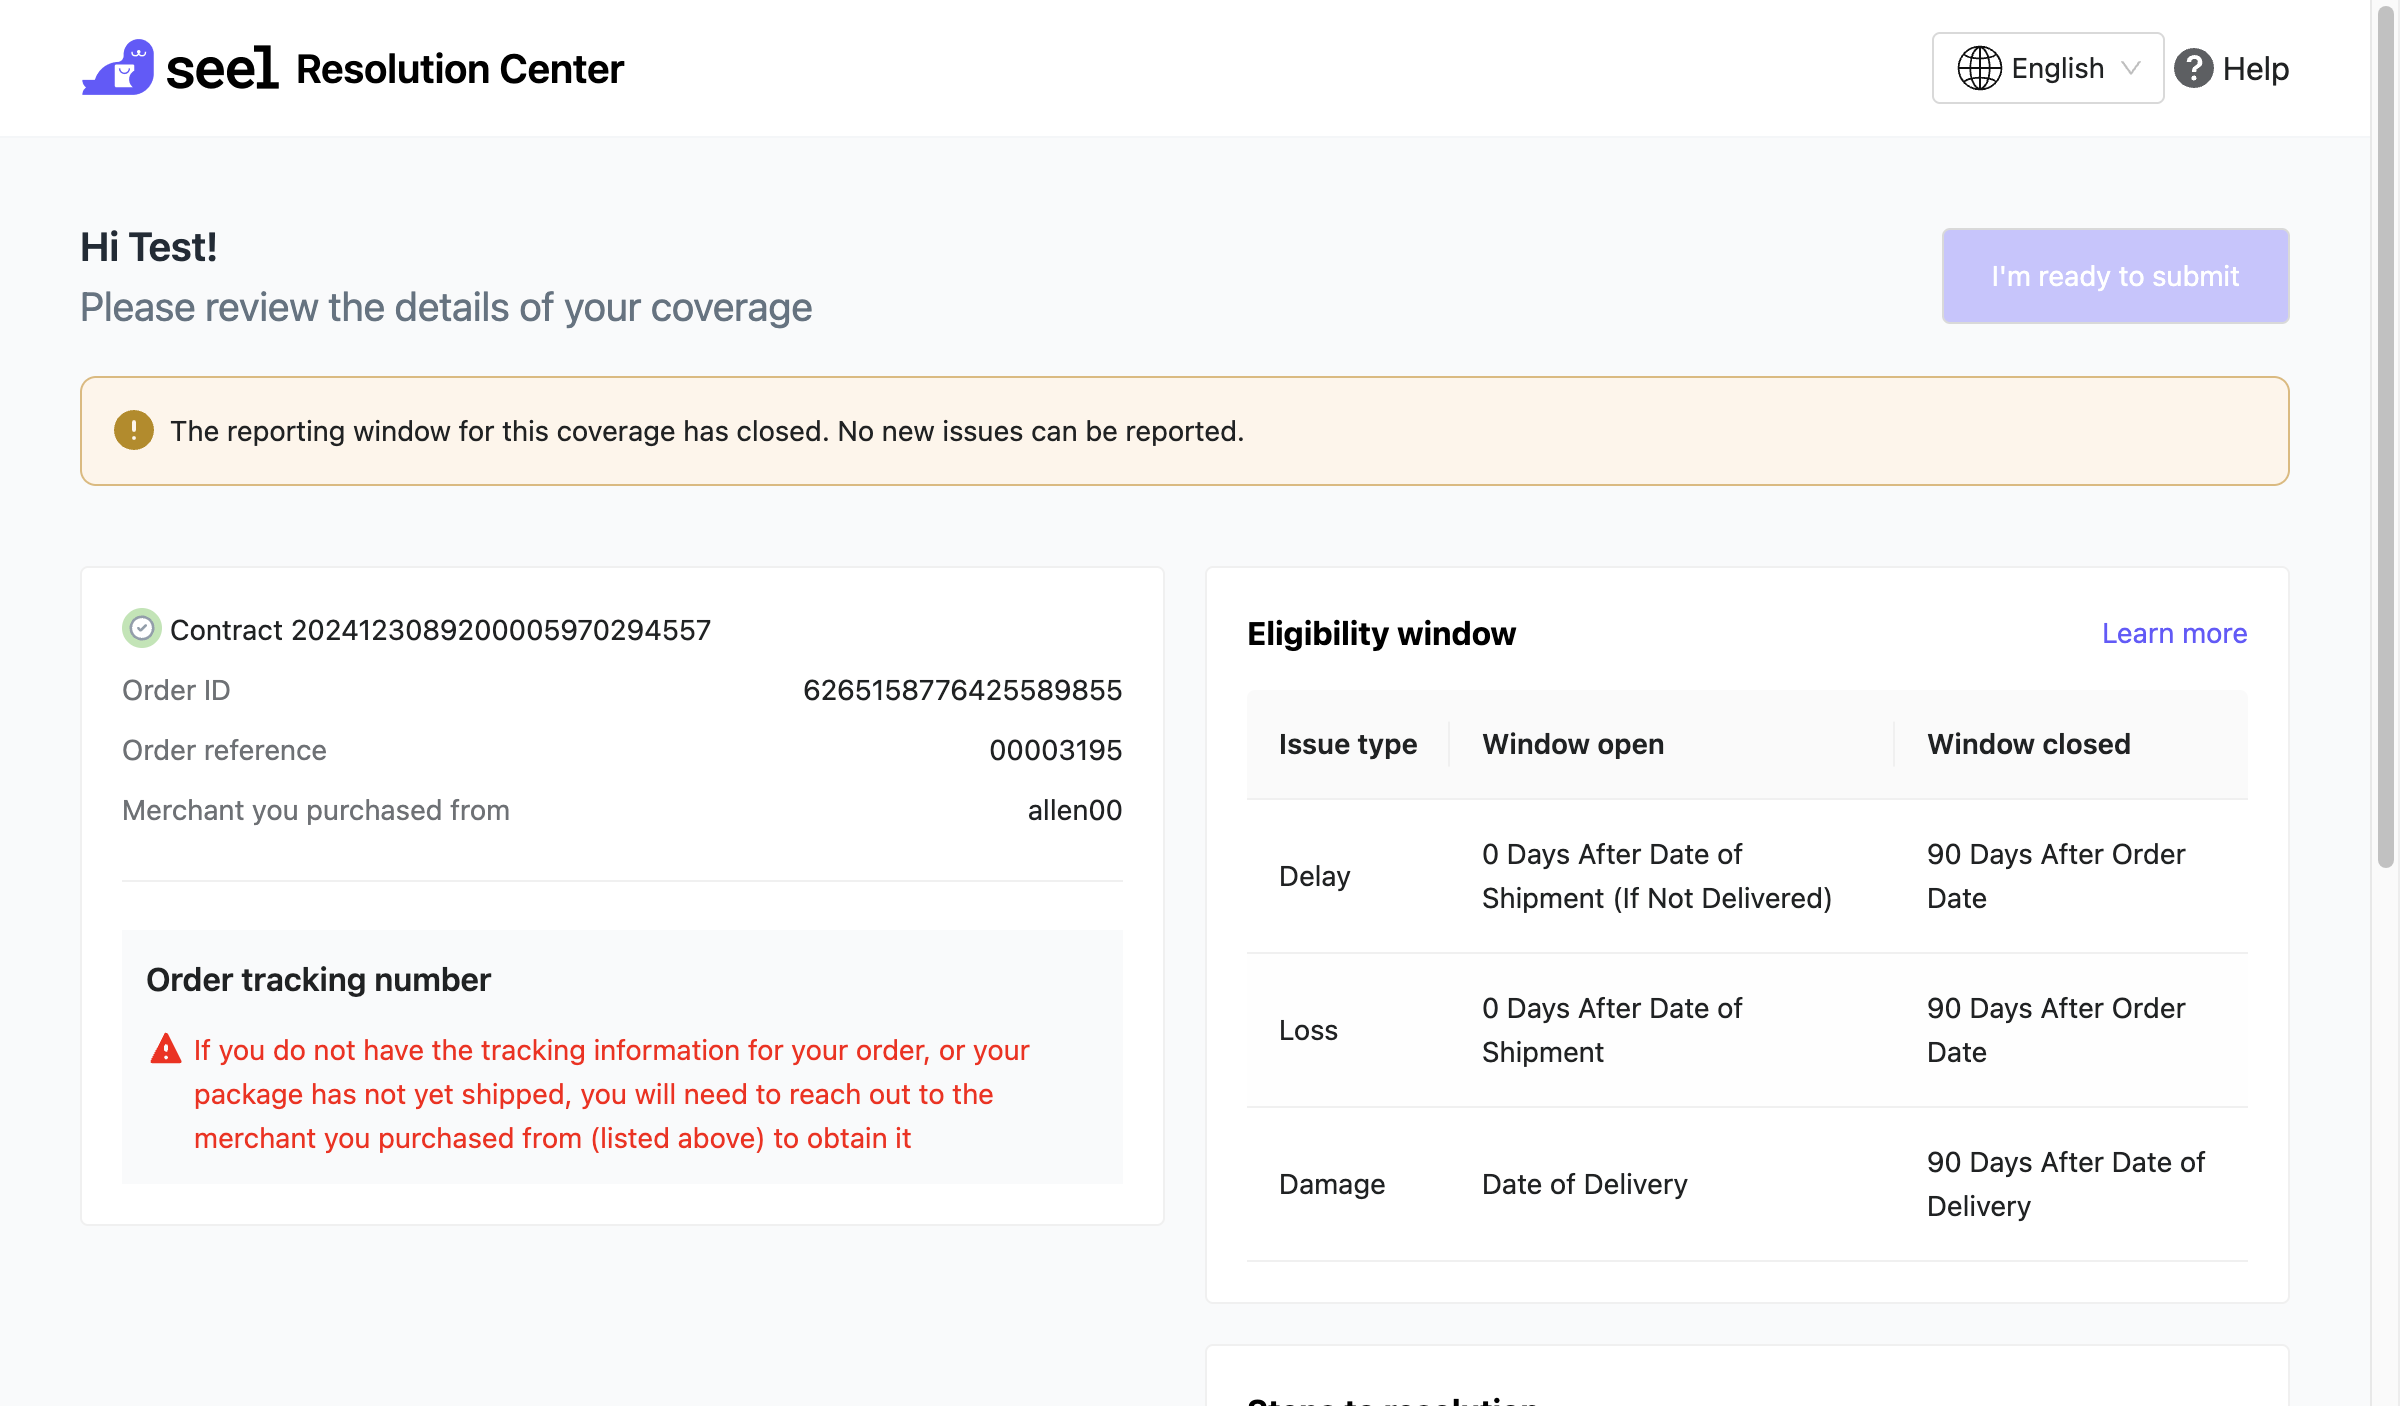 seel Resolution Center
English
Help
Hi Test!
Please review the details of your coverage
I'm ready to submit
The reporting window for this coverage has closed. No new issues can be reported.
Contract 2024123089200005970294557
Order ID 6265158776425589855
Order reference 00003195
Merchant you purchased from allen00
Order tracking number
If you do not have the tracking information for your order, or your
package has not yet shipped, you will need to reach out to the
merchant you purchased from (listed above) to obtain it
Eligibility window Learn more
Issue type Window open Window closed
Delay
0 Days After Date of
Shipment (If Not Delivered)
90 Days After Order
Date
Loss
0 Days After Date of
Shipment
90 Days After Order
Date
Damage
Date of Delivery
90 Days After Date of
Delivery
Steps to resolution